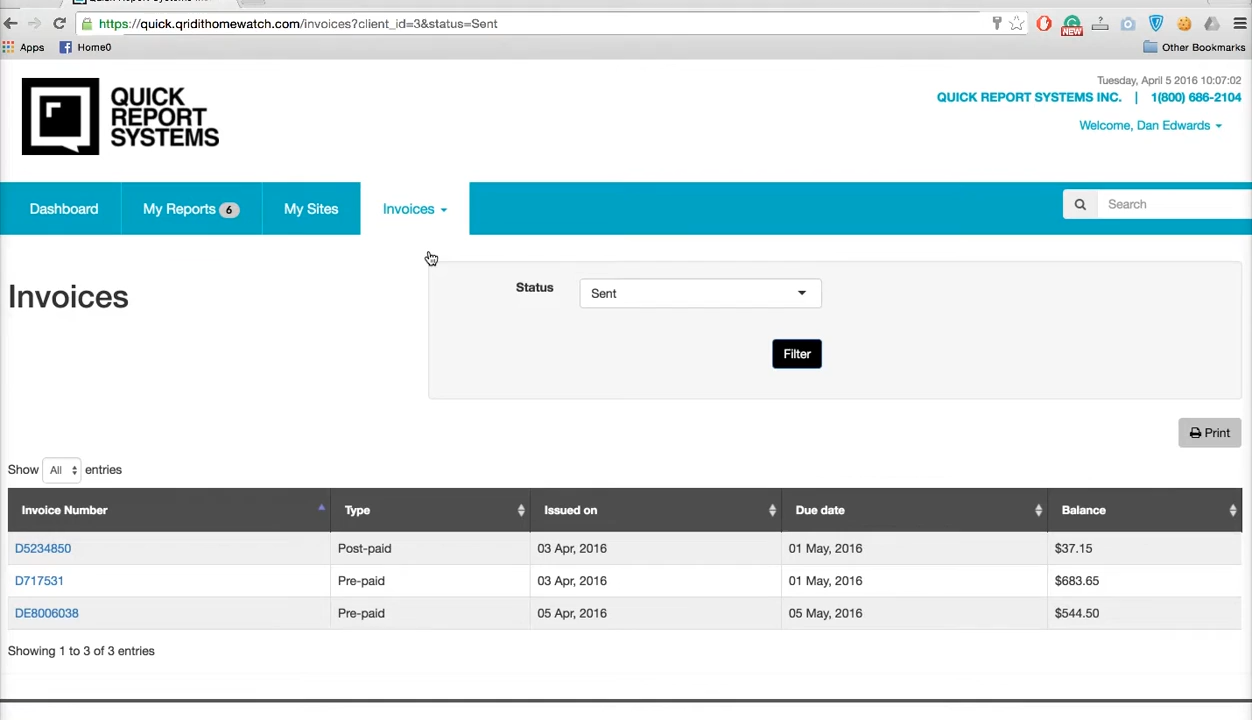 https://quick.qridithomewatch.com/invoices?client_id=3&status=Sent
NEW
Apps
Home0
Other Bookmarks
QUICK
REPORT
SYSTEMS
Tuesday, April 5 2016 10:07:02
QUICK REPORT SYSTEMS INC. | 1(800) 686-2104
Welcome, Dan Edwards
Dashboard
My Reports 6
My Sites
Invoices
Search
Invoices
Status
Sent
Filter
Print
Show All entries
Invoice Number Type Issued on Due date Balance
D5234850 Post-paid 03 Apr, 2016 01 May, 2016 $37.15
D717531 Pre-paid 03 Apr, 2016 01 May, 2016 $683.65
DE8006038 Pre-paid 05 Apr, 2016 05 May, 2016 $544.50
Showing 1 to 3 of 3 entries